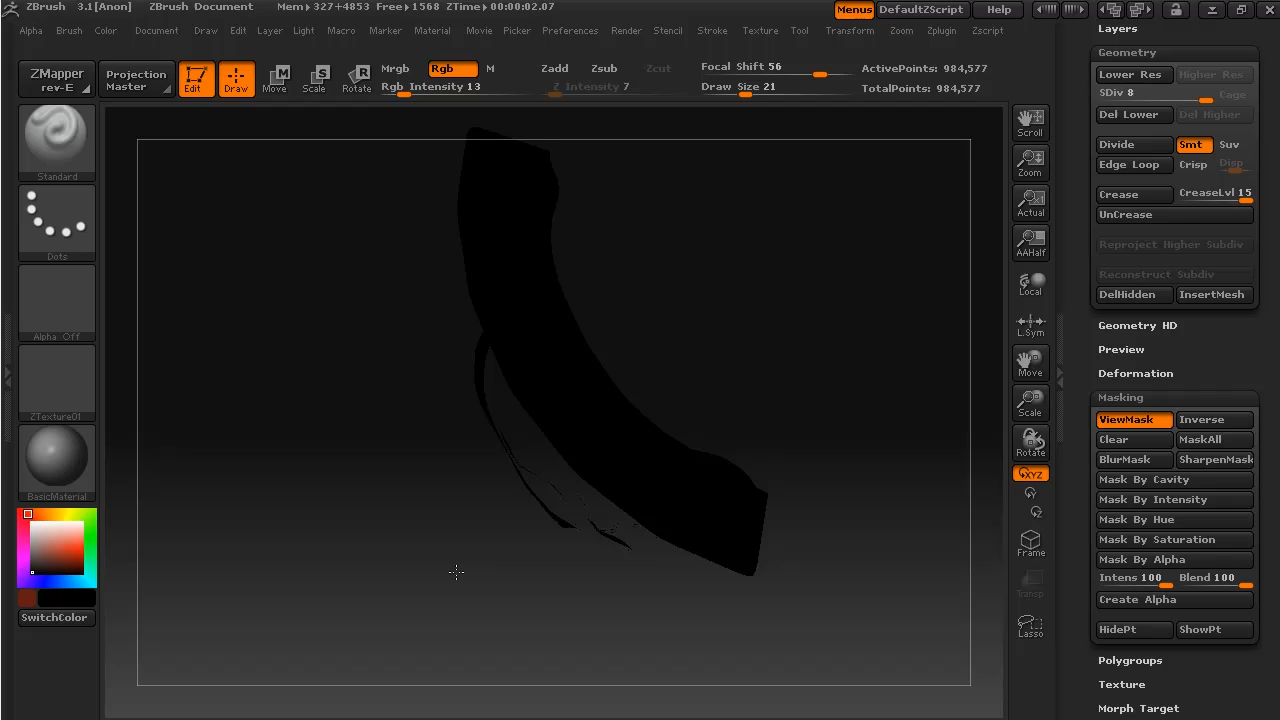 ZBrush 3.1[Anon] ZBrush Document Mem▸327+4853 Free▸1568 ZTime▸00:00:02.07 Menus DefaultZScript Help
Alpha Brush Color Document Draw Edit Layer Light Macro Marker Material Movie Picker Preferences Render Stencil Stroke Texture Tool Transform Zoom Zplugin Zscript
ZMapper
rev-E
Projection
Master
Edit Draw Move Scale Rotate
Mrgb Rgb M Zadd Zsub Zcut Focal Shift 56 ActivePoints 984,577
Rgb Intensity 13 Z Intensity 7 Draw Size 21 TotalPoints: 984,577
Standard
Dots
Alpha Off
ZTexture01
BasicMaterial
SwitchColor
Scroll
Zoom
Actual
AAHalf
Local
L.Sym
Move
Scale
Rotate
XYZ
Z
Frame
Transp
Lasso
Layers
Geometry
Lower Res Higher Res
SDiv 8 Cage
Del Lower Del Higher
Divide Smt Suv
Edge Loop Crisp Disp
Crease CreaseLvl 15
UnCrease
Reproject Higher Subdiv
Reconstruct Subdiv
DelHidden InsertMesh
Geometry HD
Preview
Deformation
Masking
ViewMask Inverse
Clear MaskAll
BlurMask SharpenMask
Mask By Cavity
Mask By Intensity
Mask By Hue
Mask By Saturation
Mask By Alpha
Intens 100 Blend 100
Create Alpha
HidePt ShowPt
Polygroups
Texture
Morph Target